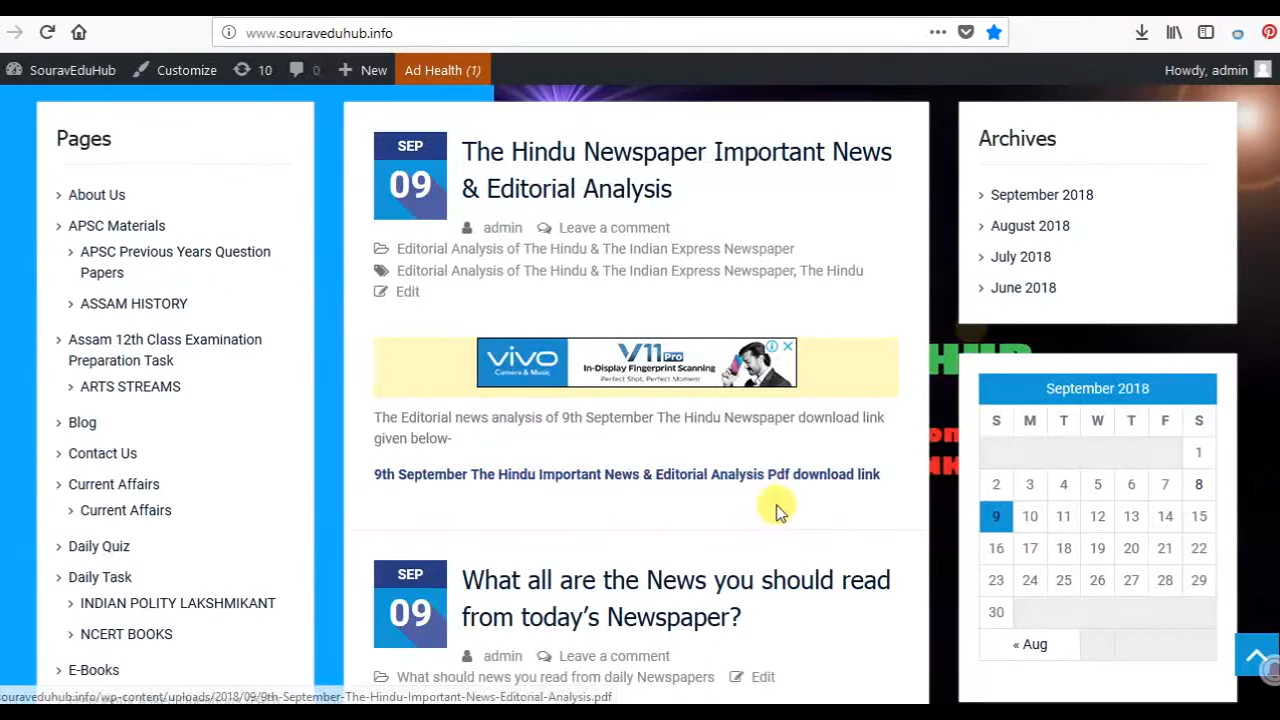 www.souraveduhub.info
SouravEduHub
Customize
10
0
New
Ad Health (1)
Howdy, admin
Pages
About Us
APSC Materials
APSC Previous Years Question
Papers
ASSAM HISTORY
Assam 12th Class Examination
Preparation Task
ARTS STREAMS
Blog
Contact Us
Current Affairs
Current Affairs
Daily Quiz
Daily Task
INDIAN POLITY LAKSHMIKANT
NCERT BOOKS
E-Books
SEP
09
The Hindu Newspaper Important News
& Editorial Analysis
admin Leave a comment
Editorial Analysis of The Hindu & The Indian Express Newspaper
Editorial Analysis of The Hindu & The Indian Express Newspaper, The Hindu
Edit
vivo
Camera & Music
V11 Pro
In-Display Fingerprint Scanning
Perfect Shot, Perfect Moment
The Editorial news analysis of 9th September The Hindu Newspaper download link
given below-
9th September The Hindu Important News & Editorial Analysis Pdf download link
SEP
09
What all are the News you should read
from today’s Newspaper?
admin Leave a comment
What should news you read from daily Newspapers Edit
Archives
September 2018
August 2018
July 2018
June 2018
September 2018
S M T W T F S
1
2 3 4 5 6 7 8
9 10 11 12 13 14 15
16 17 18 19 20 21 22
23 24 25 26 27 28 29
30
« Aug
souraveduhub.info/wp-content/uploads/2018/09/9th-September-The-Hindu-Important-News-Editorial-Analysis.pdf